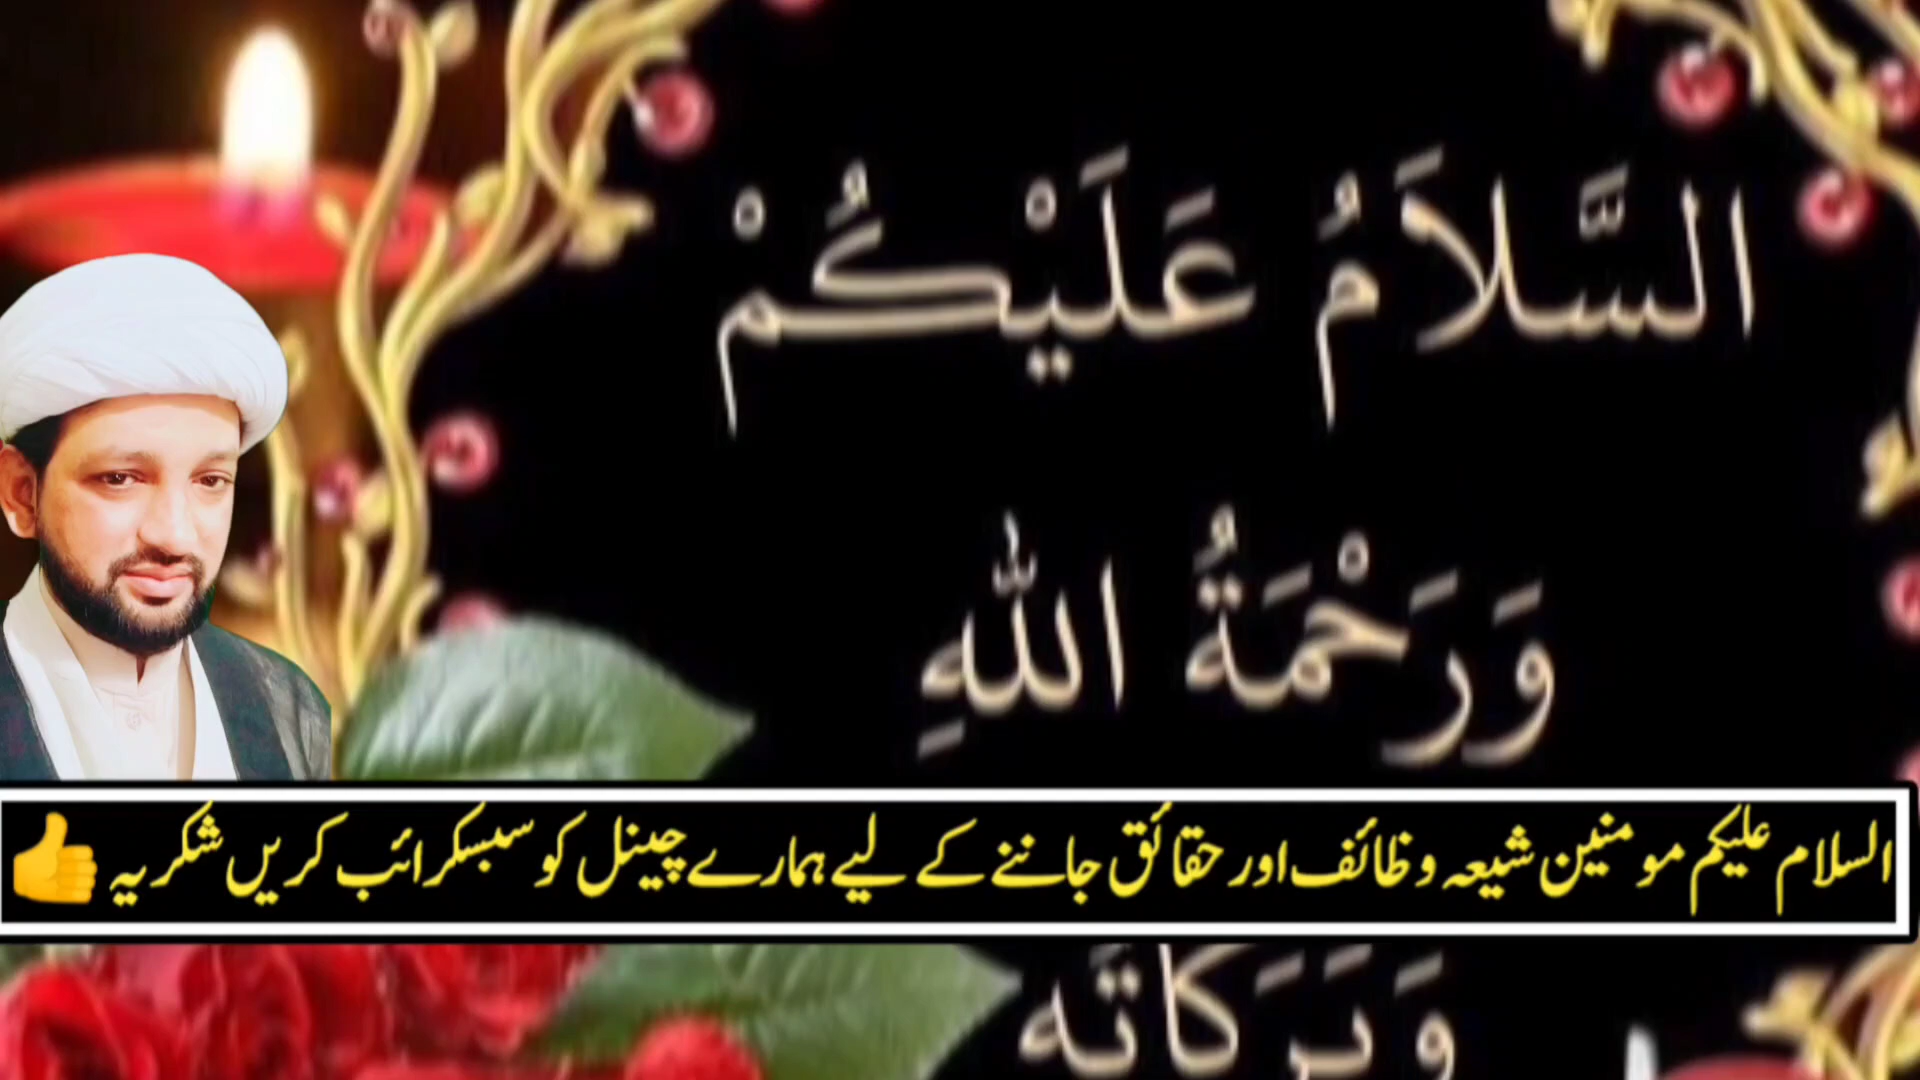 السَّلاَمُ عَلَيْكُمْ
وَرَحْمَةُ اللهِ
السلام علیکم مومنین شیعہ وظائف اور حقائق جاننے کے لیے ہمارے چینل کو سبسکرائب کریں شکریہ 👍
وَبَرَكَاتُه